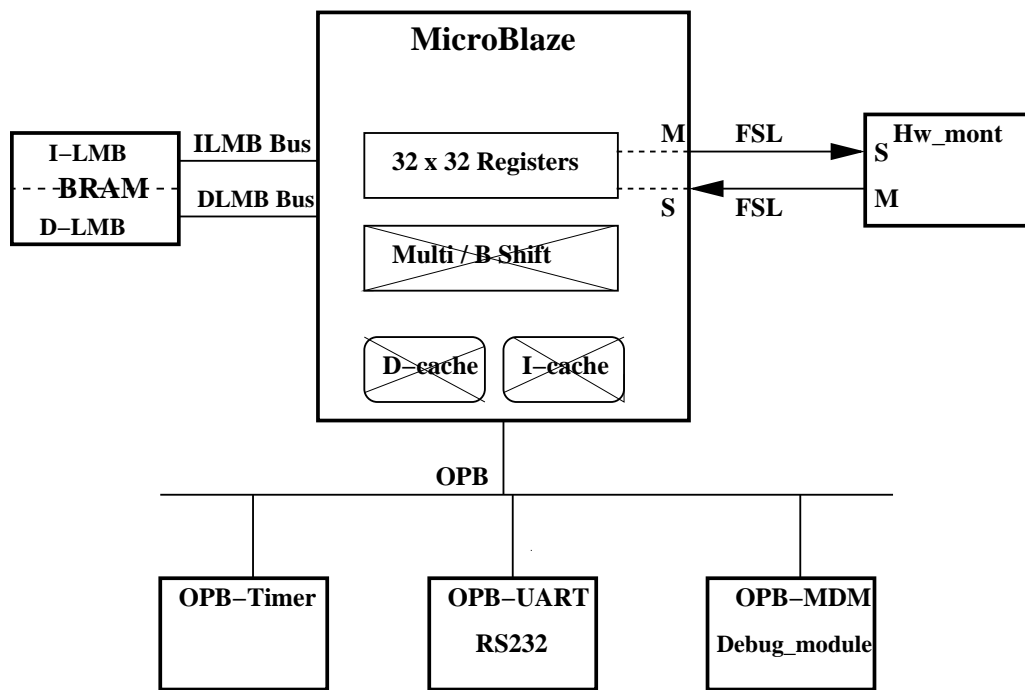 MicroBlaze
I–LMB
BRAM
D–LMB
ILMB Bus
DLMB Bus
32 x 32 Registers
Multi / B Shift
D–cache
I–cache
M
FSL
S
FSL
Hw_mont
S
M
OPB
OPB–Timer
OPB–UART
RS232
OPB–MDM
Debug_module